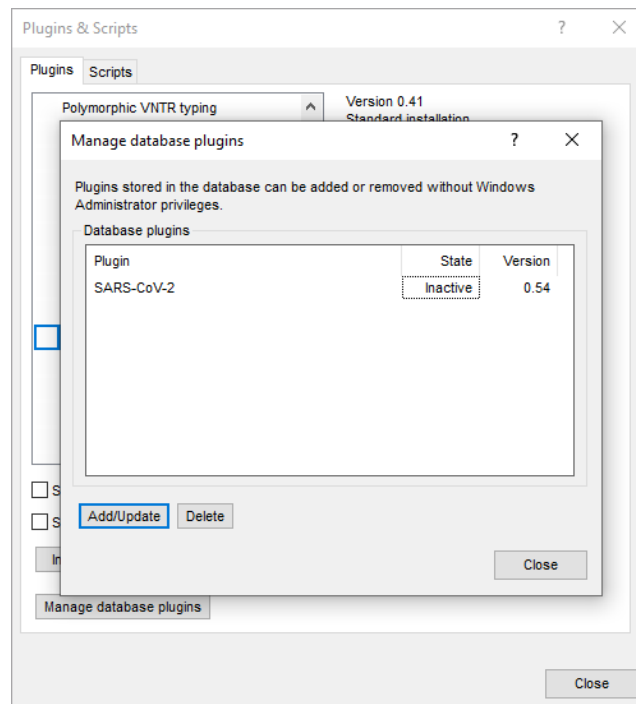 Plugins & Scripts
Plugins Scripts
Polymorphic VNTR typing
Version 0.41
Standard installation
Manage database plugins
Plugins stored in the database can be added or removed without Windows
Administrator privileges.
Database plugins
Plugin State Version
SARS-CoV-2 Inactive 0.54
Add/Update Delete
Close
Manage database plugins
Close